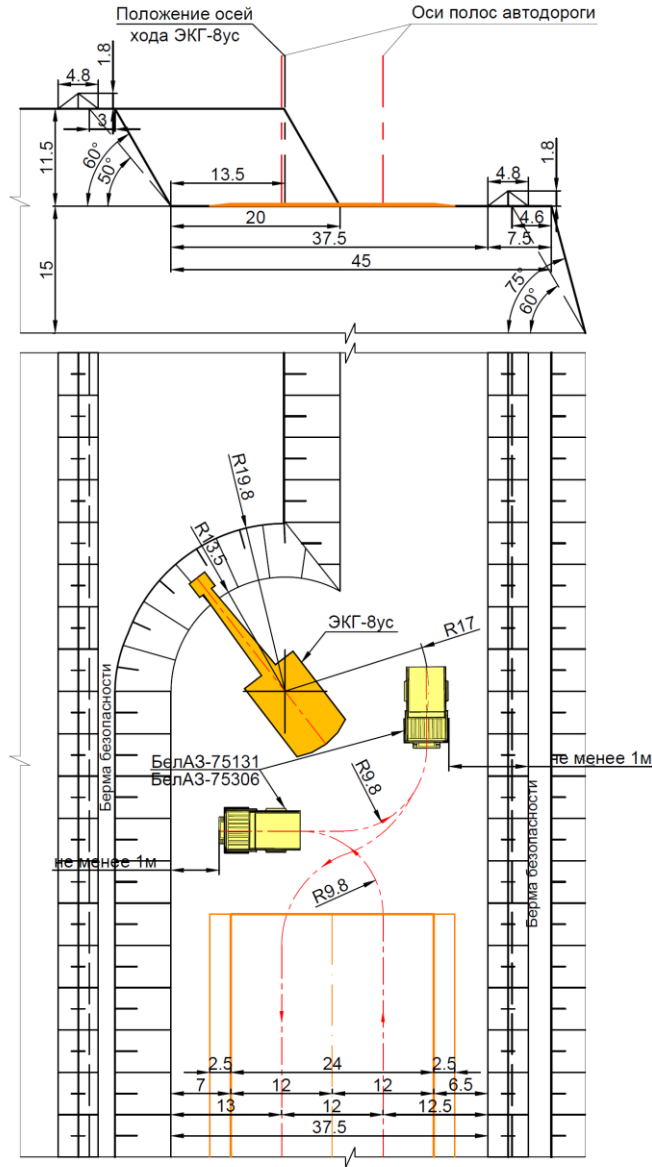 Положение осей
хода ЭКГ-8ус
Оси полос автодороги
1.8
4.8
3
11.5
60°
50°
13.5
20
37.5
7.5
45
4.8
1.8
4.6
15
75°
60°
R19.8
R13.5
ЭКГ-8ус
R17
Берма безопасности
БелАЗ-75131
БелАЗ-75306
не менее 1м
R9.8
не менее 1м
R9.8
Берма безопасности
2.5
24
2.5
7
12
12
6.5
13
12
12.5
37.5